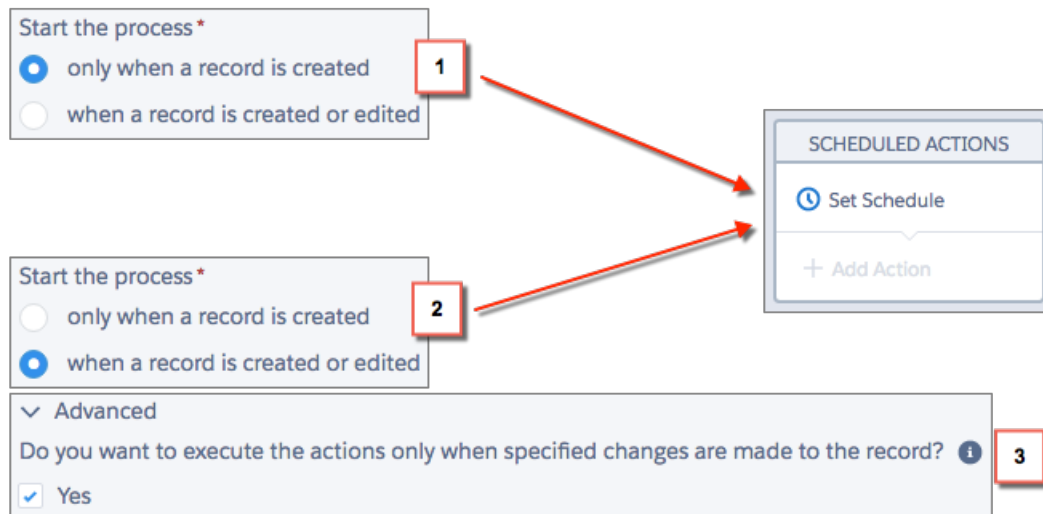 Start the process*
only when a record is created
1
when a record is created or edited
SCHEDULED ACTIONS
Set Schedule
+ Add Action
Start the process*
only when a record is created
2
when a record is created or edited
Advanced
Do you want to execute the actions only when specified changes are made to the record?
3
Yes